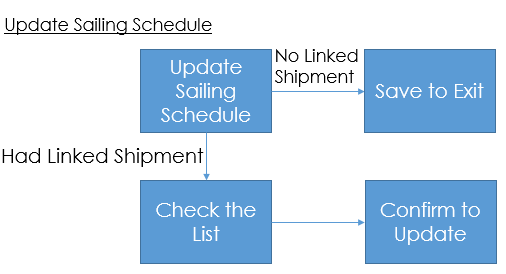 Update Sailing Schedule
Update
Sailing
Schedule
No Linked
Shipment
Save to Exit
Had Linked Shipment
Check the
List
Confirm to
Update